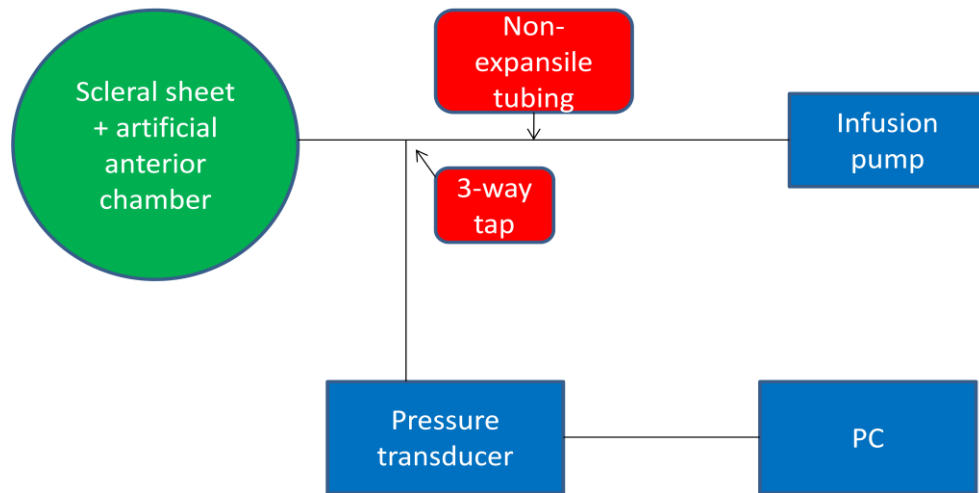 Scleral sheet
+ artificial
anterior
chamber
Non-
expansile
tubing
Infusion
pump
3-way
tap
Pressure
transducer
PC